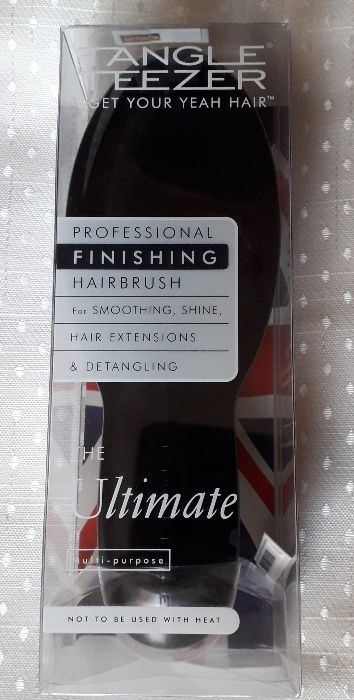 TANGLE
TEEZER®
GET YOUR YEAH HAIR™
PROFESSIONAL
FINISHING
HAIRBRUSH
For SMOOTHING, SHINE,
HAIR EXTENSIONS
& DETANGLING
THE
Ultimate
multi-purpose
NOT TO BE USED WITH HEAT